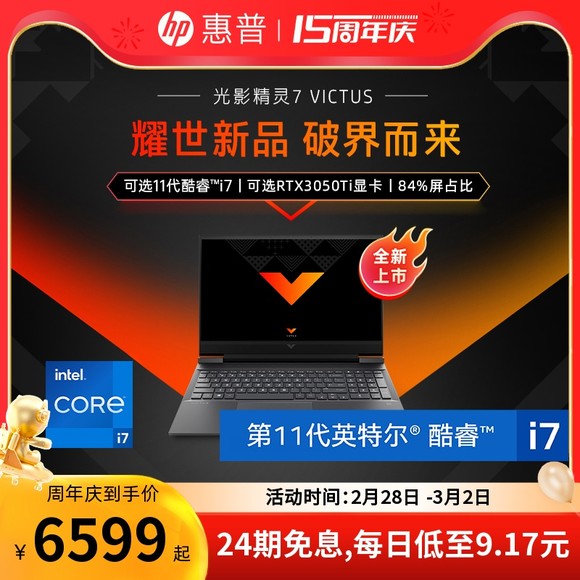 hp 惠普 15周年庆
光影精灵7 VICTUS
耀世新品 破界而来
可选11代酷睿™i7 | 可选RTX3050Ti显卡 | 84%屏占比
全新
上市
intel.
CORE
i7
第11代英特尔® 酷睿™ i7
周年庆到手价
¥6599起
活动时间:2月28日 -3月2日
24期免息,每日低至9.17元